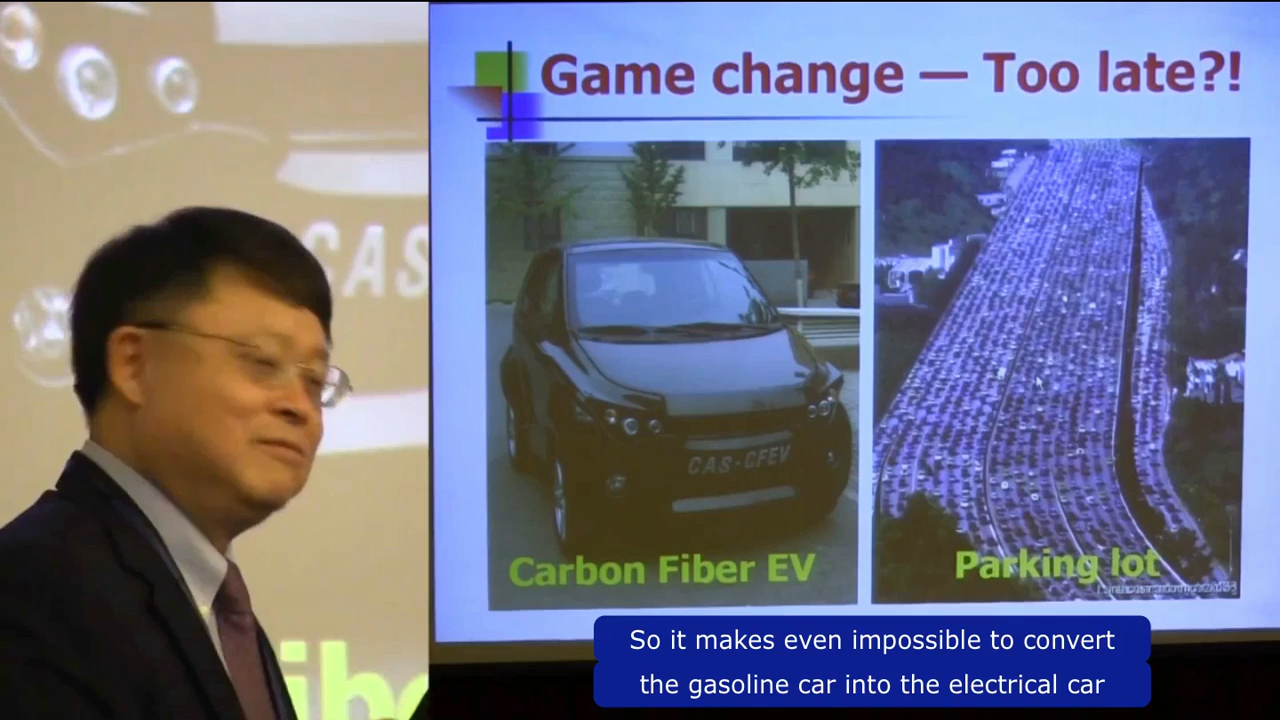 Game change — Too late?!
CAS
CAS-CFEV
Carbon Fiber EV
Parking lot
So it makes even impossible to convert
the gasoline car into the electrical car